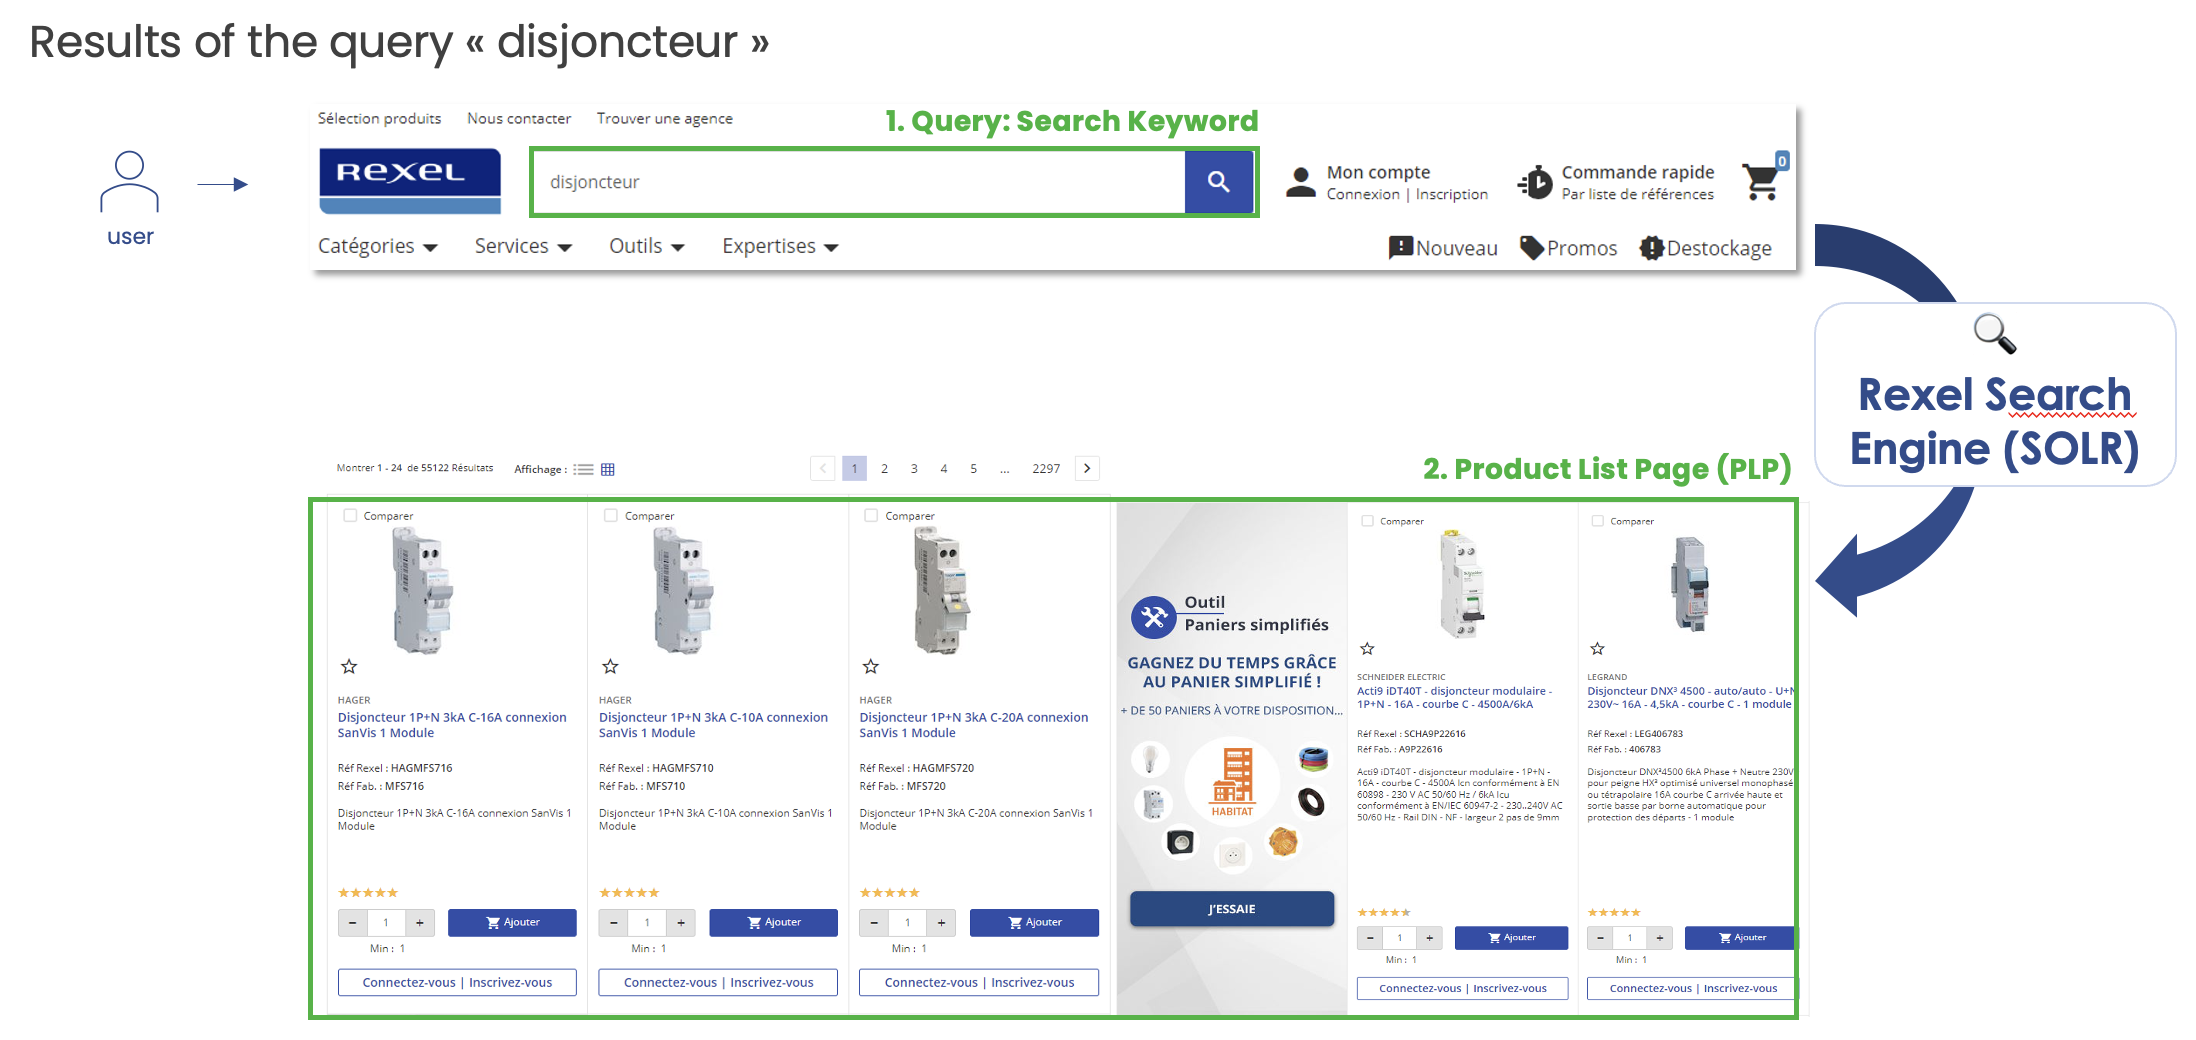 Results of the query « disjoncteur »
Sélection produits Nous contacter Trouver une agence
1. Query: Search Keyword
user
Rexel
disjoncteur
Mon compte
Connexion | Inscription
Commande rapide
Par liste de références
0
Catégories Services Outils Expertises
Nouveau Promos Destockage
Rexel Search
Engine (SOLR)
Montrer 1 - 24 de 55122 Résultats Affichage :
1 2 3 4 5 ... 2297
2. Product List Page (PLP)
Comparer
HAGER
Disjoncteur 1P+N 3kA C-16A connexion
SanVis 1 Module
Réf Rexel : HAGMFS716
Réf Fab. : MFS716
Disjoncteur 1P+N 3kA C-16A connexion SanVis 1
Module
- 1 +
Ajouter
Min : 1
Connectez-vous | Inscrivez-vous
Comparer
HAGER
Disjoncteur 1P+N 3kA C-10A connexion
SanVis 1 Module
Réf Rexel : HAGMFS710
Réf Fab. : MFS710
Disjoncteur 1P+N 3kA C-10A connexion SanVis 1
Module
- 1 +
Ajouter
Min : 1
Connectez-vous | Inscrivez-vous
Comparer
HAGER
Disjoncteur 1P+N 3kA C-20A connexion
SanVis 1 Module
Réf Rexel : HAGMFS720
Réf Fab. : MFS720
Disjoncteur 1P+N 3kA C-20A connexion SanVis 1
Module
- 1 +
Ajouter
Min : 1
Connectez-vous | Inscrivez-vous
Outil
Paniers simplifiés
GAGNEZ DU TEMPS GRÂCE
AU PANIER SIMPLIFIÉ !
+ DE 50 PANIERS À VOTRE DISPOSITION...
HABITAT
J'ESSAIE
Comparer
SCHNEIDER ELECTRIC
Acti9 iDT40T - disjoncteur modulaire -
1P+N - 16A - courbe C - 4500A/6kA
Réf Rexel : SCHA9P22616
Réf Fab. : A9P22616
Acti9 iDT40T - disjoncteur modulaire - 1P+N -
16A - courbe C - 4500A Icn conformément à EN
60898 - 230 V AC 50/60 Hz / 6kA Icu
conformément à EN/IEC 60947-2 - 230..240V AC
50/60 Hz - Rail DIN - NF - largeur 2 pas de 9mm
- 1 +
Ajouter
Min : 1
Connectez-vous | Inscrivez-vous
Comparer
LEGRAND
Disjoncteur DNX³ 4500 - auto/auto - U+N
230V~ 16A - 4,5kA - courbe C - 1 module
Réf Rexel : LEG406783
Réf Fab. : 406783
Disjoncteur DNX³4500 6kA Phase + Neutre 230V
pour peigne HX³ optimisé universel monophasé
ou tétrapolaire 16A courbe C arrivée haute et
sortie basse par borne automatique pour
protection des départs - 1 module
- 1 +
Ajouter
Min : 1
Connectez-vous | Inscrivez-vous